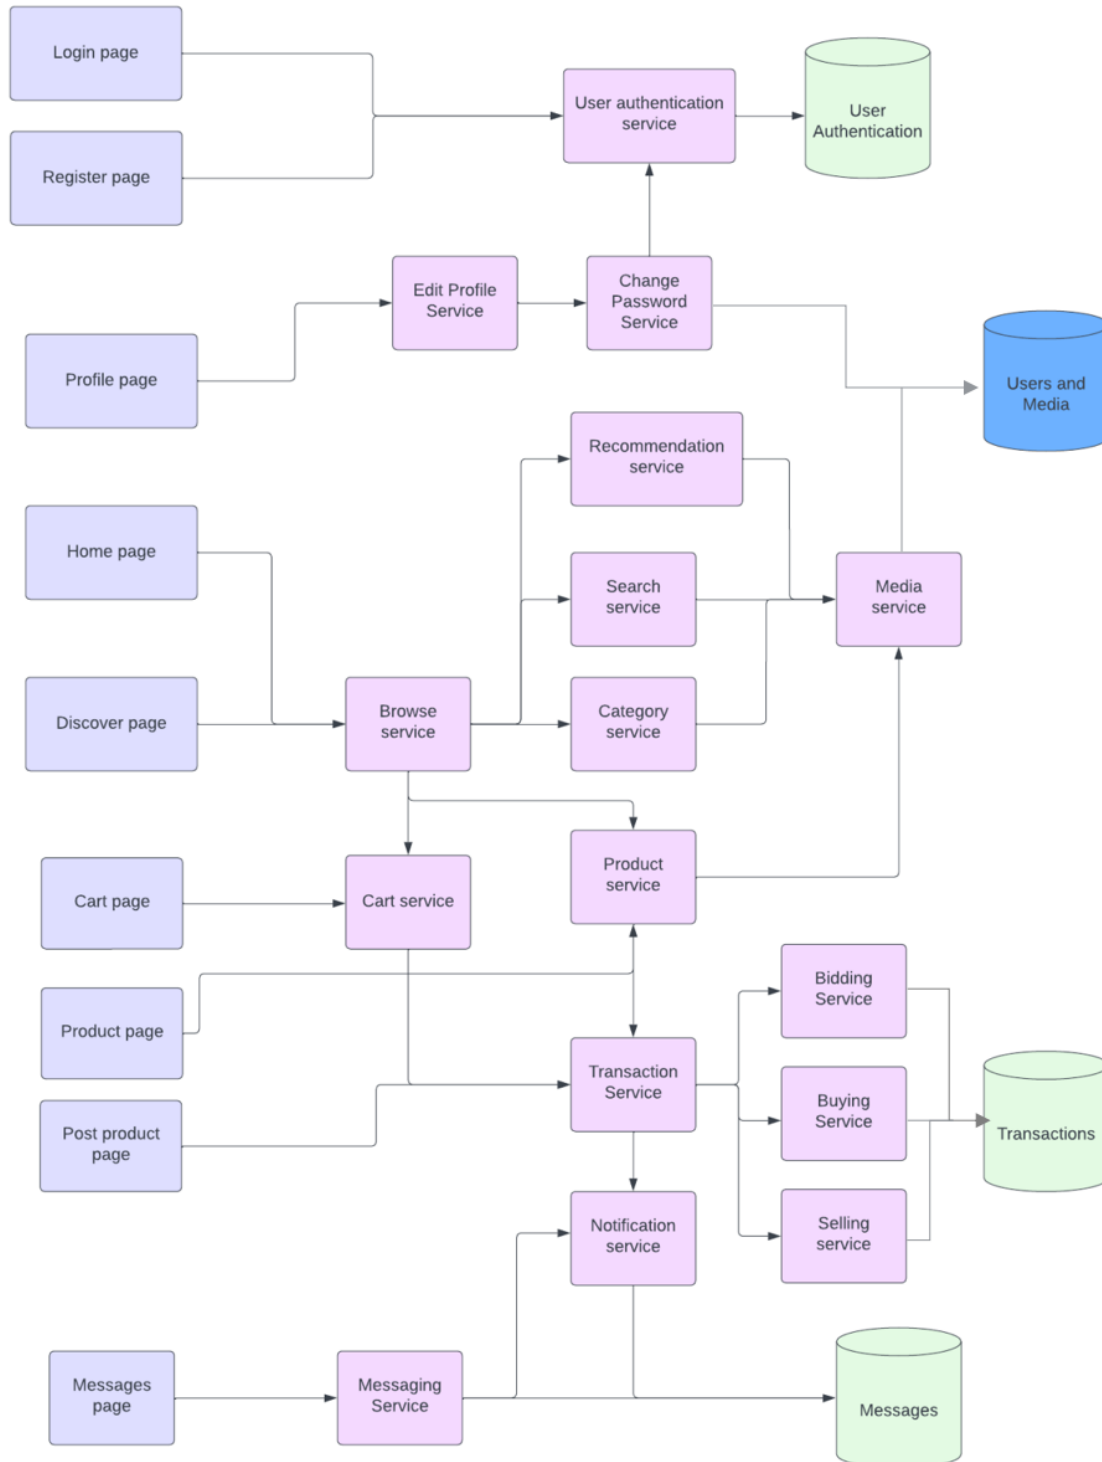 Login page
User authentication
service
User
Authentication
Register page
Edit Profile
Service
Change
Password
Service
Profile page
Users and
Media
Recommendation
service
Home page
Search
service
Media
service
Discover page
Browse
service
Category
service
Cart page
Cart service
Product
service
Product page
Bidding
Service
Transaction
Service
Buying
Service
Transactions
Post product
page
Notification
service
Selling
service
Messages
page
Messaging
Service
Messages